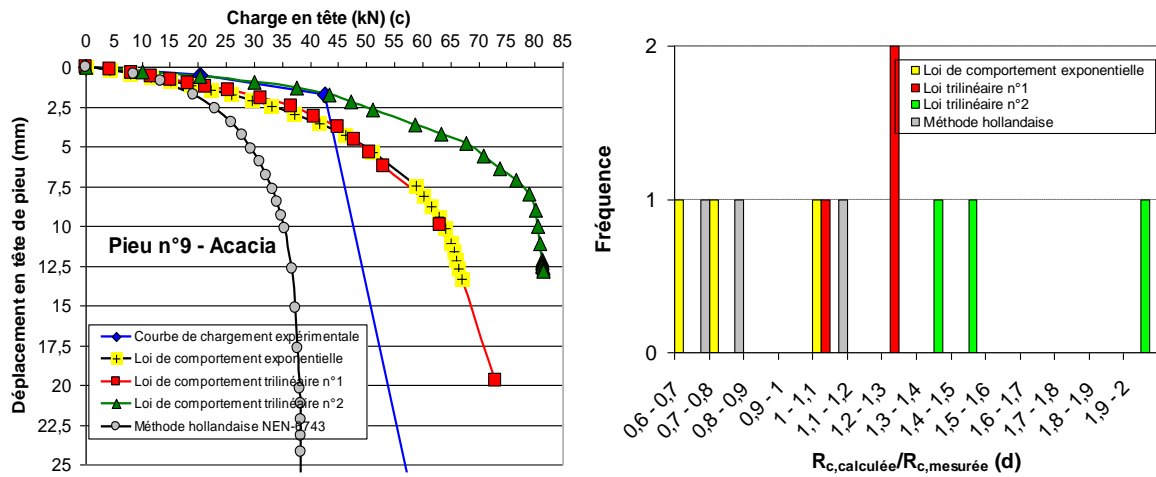 Charge en tête (kN) (c)
0 5 10 15 20 25 30 35 40 45 50 55 60 65 70 75 80 85
Déplacement en tête de pieu (mm)
0
2,5
5
7,5
10
12,5
15
17,5
20
22,5
25
Pieu n°9 - Acacia
Courbe de chargement expérimentale
Loi de comportement exponentielle
Loi de comportement trilinéaire n°1
Loi de comportement trilinéaire n°2
Méthode hollandaise NEN-6743
Fréquence
2
1
0
Loi de comportement exponentielle
Loi trilinéaire n°1
Loi trilinéaire n°2
Méthode hollandaise
0,6 - 0,7
0,7 - 0,8
0,8 - 0,9
0,9 - 1
1 - 1,1
1,1 - 1,2
1,2 - 1,3
1,3 - 1,4
1,4 - 1,5
1,5 - 1,6
1,6 - 1,7
1,7 - 1,8
1,8 - 1,9
1,9 - 2
Rc,calculée/Rc,mesurée (d)